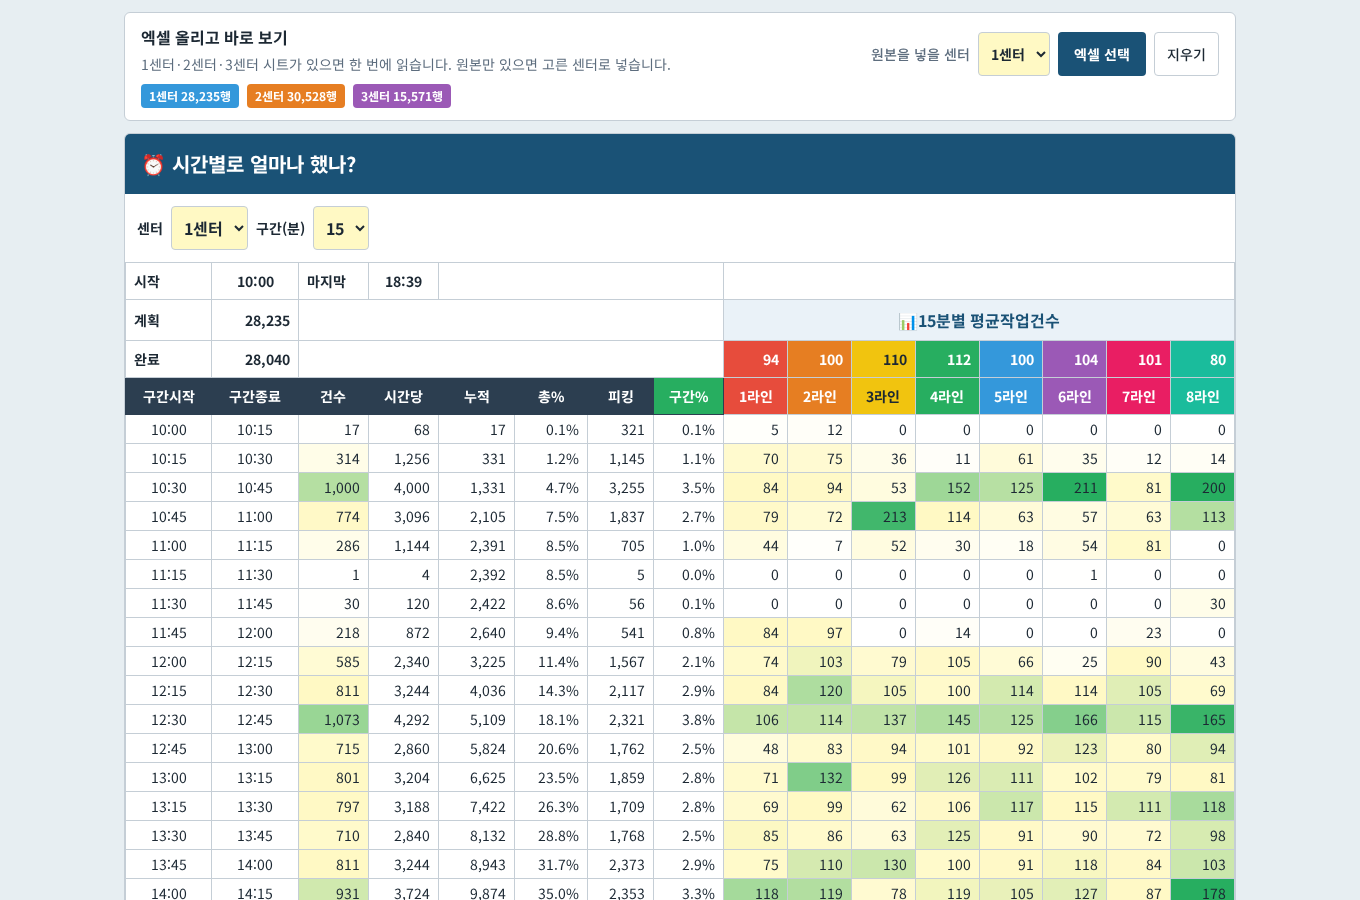 엑셀 올리고 바로 보기
1센터·2센터·3센터 시트가 있으면 한 번에 읽습니다. 원본만 있으면 고른 센터로 넣습니다.
1센터 28,235행 2센터 30,528행 3센터 15,571행
원본을 넣을 센터 1센터 엑셀 선택 지우기
⏰ 시간별로 얼마나 했나?
센터 1센터 구간(분) 15
시작 10:00 마지막 18:39
계획 28,235 📊15분별 평균작업건수
완료 28,040 94 100 110 112 100 104 101 80
구간시작 구간종료 건수 시간당 누적 총% 피킹 구간% 1라인 2라인 3라인 4라인 5라인 6라인 7라인 8라인
10:00 10:15 17 68 17 0.1% 321 0.1% 5 12 0 0 0 0 0 0
10:15 10:30 314 1,256 331 1.2% 1,145 1.1% 70 75 36 11 61 35 12 14
10:30 10:45 1,000 4,000 1,331 4.7% 3,255 3.5% 84 94 53 152 125 211 81 200
10:45 11:00 774 3,096 2,105 7.5% 1,837 2.7% 79 72 213 114 63 57 63 113
11:00 11:15 286 1,144 2,391 8.5% 705 1.0% 44 7 52 30 18 54 81 0
11:15 11:30 1 4 2,392 8.5% 5 0.0% 0 0 0 0 0 1 0 0
11:30 11:45 30 120 2,422 8.6% 56 0.1% 0 0 0 0 0 0 0 30
11:45 12:00 218 872 2,640 9.4% 541 0.8% 84 97 0 14 0 0 23 0
12:00 12:15 585 2,340 3,225 11.4% 1,567 2.1% 74 103 79 105 66 25 90 43
12:15 12:30 811 3,244 4,036 14.3% 2,117 2.9% 84 120 105 100 114 114 105 69
12:30 12:45 1,073 4,292 5,109 18.1% 2,321 3.8% 106 114 137 145 125 166 115 165
12:45 13:00 715 2,860 5,824 20.6% 1,762 2.5% 48 83 94 101 92 123 80 94
13:00 13:15 801 3,204 6,625 23.5% 1,859 2.8% 71 132 99 126 111 102 79 81
13:15 13:30 797 3,188 7,422 26.3% 1,709 2.8% 69 99 62 106 117 115 111 118
13:30 13:45 710 2,840 8,132 28.8% 1,768 2.5% 85 86 63 125 91 90 72 98
13:45 14:00 811 3,244 8,943 31.7% 2,373 2.9% 75 110 130 100 91 118 84 103
14:00 14:15 931 3,724 9,874 35.0% 2,353 3.3% 118 119 78 119 105 127 87 178